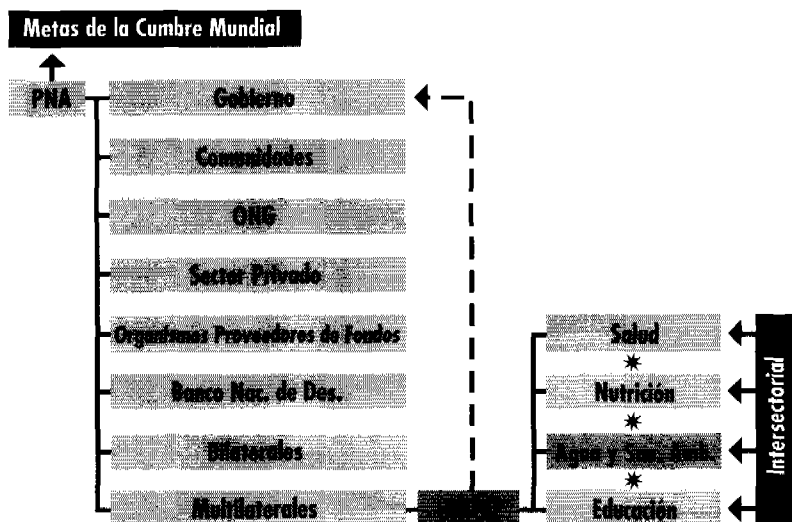 Metas de la Cumbre Mundial
PNA
Gobierno
Comunidades
ONG
Sector Privado
Organismos Proveedores de Fondos
Banco Nac. de Des.
Bilaterales
Multilaterales
Salud
Nutrición
Agua y San. Amb.
Educación
Intersectorial